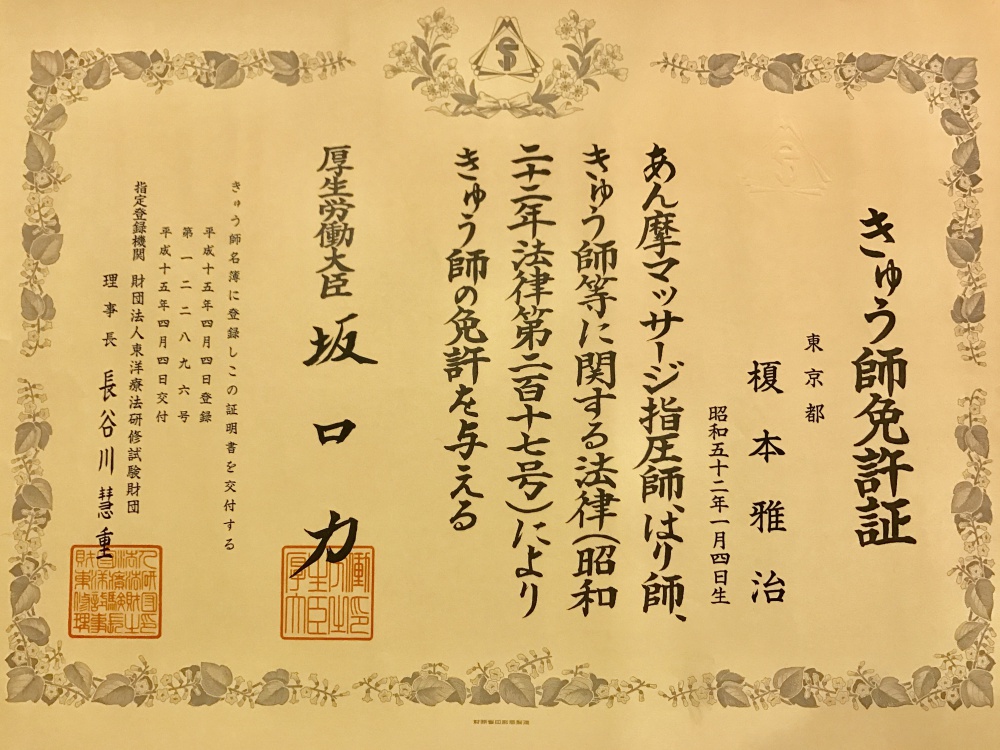 きゅう師免許証
東京都
榎本雅治
昭和五十二年一月四日生
あん摩マッサージ指圧師、はり師、
きゅう師等に関する法律(昭和
二十二年法律第二百十七号)により
きゅう師の免許を与える
厚生労働大臣 坂口力
きゅう師名簿に登録しこの証明書を交付する
平成十五年四月四日登録
第一二二八九六号
平成十五年四月四日交付
指定登録機関 財団法人東洋療法研修試験財団
理事長 長谷川慧重